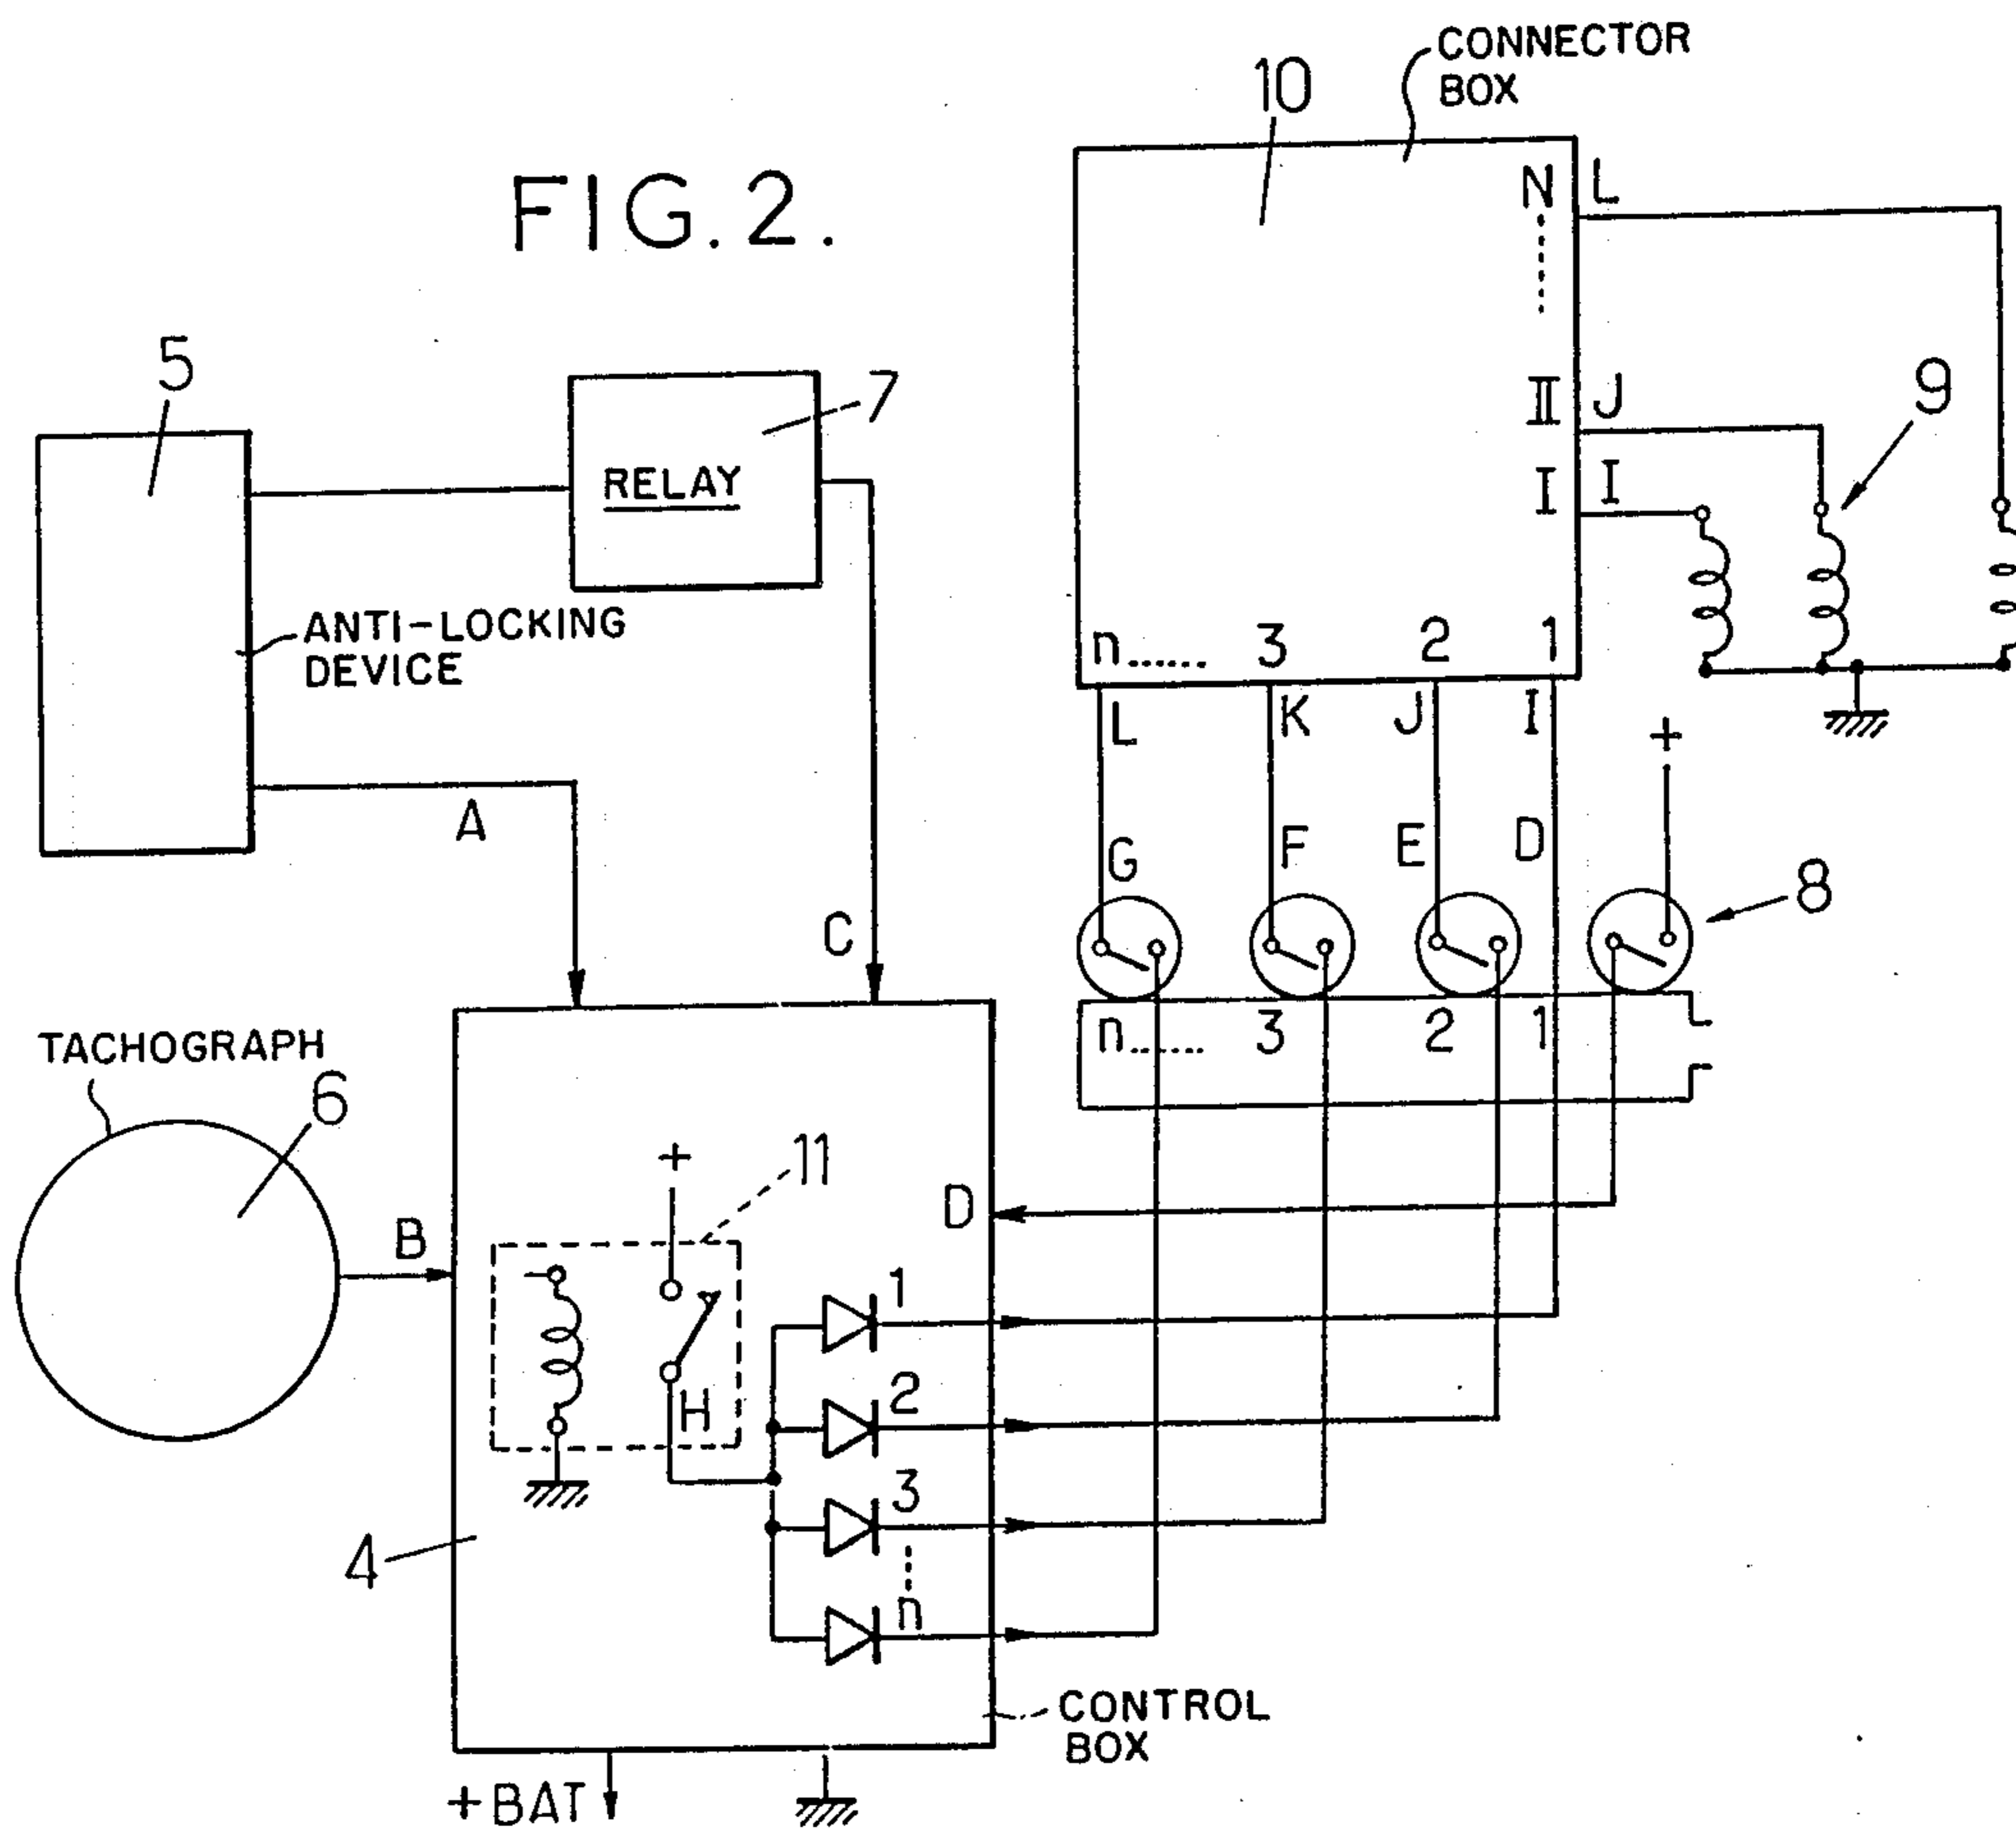 FIG. 2.
CONNECTOR
BOX
10
N L
II J
I I
9
5
7
RELAY
ANTI-LOCKING
DEVICE
n...... 3 2 1
L K J I
+
A
G F E D
8
C
n...... 3 2 1
TACHOGRAPH
6
B
+
11
D
H
1
2
3
n
4
CONTROL
BOX
+BAT